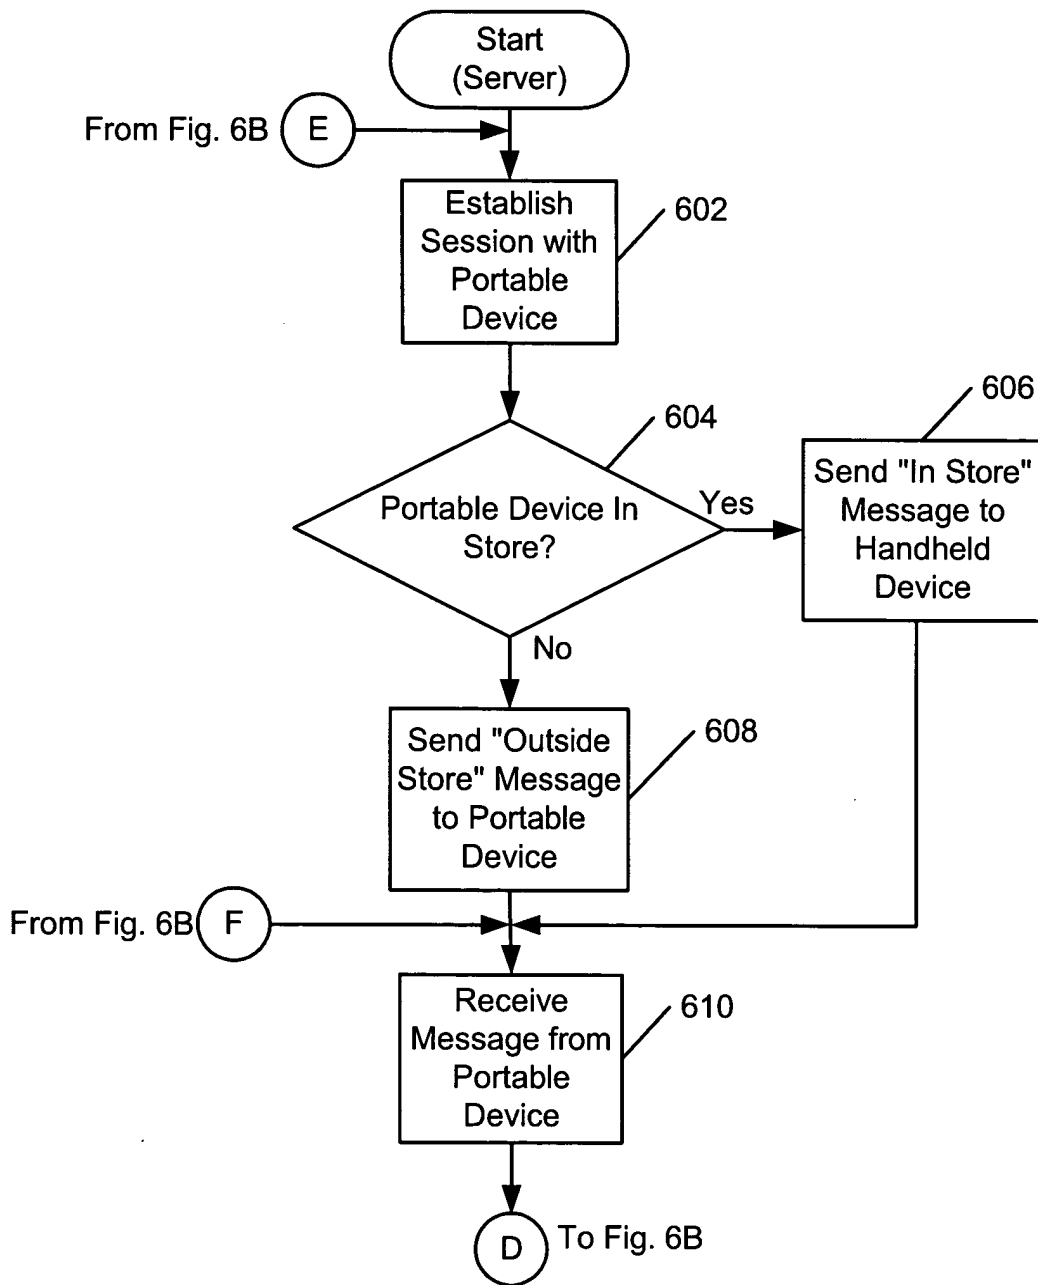 Start
(Server)
From Fig. 6B
E
Establish
Session with
Portable
Device
602
604
Portable Device In
Store?
Yes
606
Send "In Store"
Message to
Handheld
Device
No
608
Send "Outside
Store" Message
to Portable
Device
From Fig. 6B
F
Receive
Message from
Portable
Device
610
D
To Fig. 6B